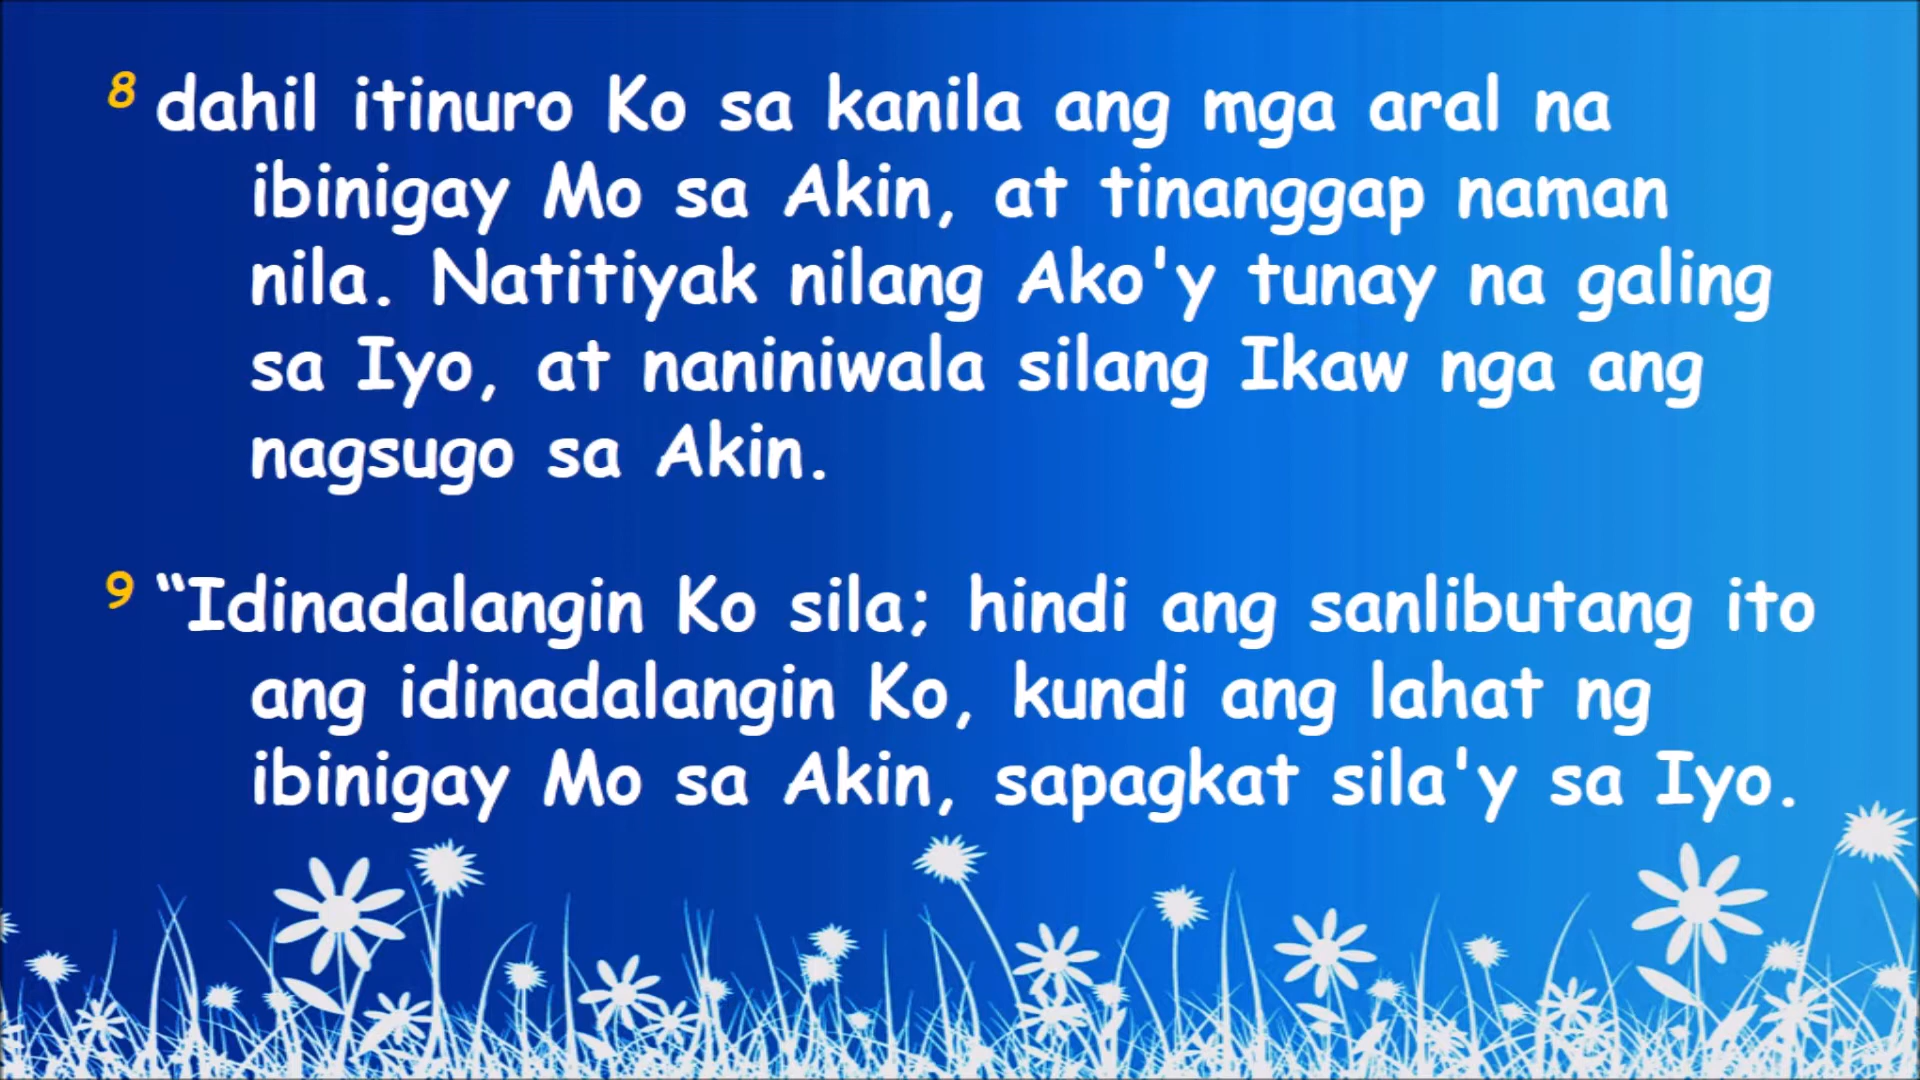 8 dahil itinuro Ko sa kanila ang mga aral na
ibinigay Mo sa Akin, at tinanggap naman
nila. Natitiyak nilang Ako'y tunay na galing
sa Iyo, at naniniwala silang Ikaw nga ang
nagsugo sa Akin.
9 “Idinadalangin Ko sila; hindi ang sanlibutang ito
ang idinadalangin Ko, kundi ang lahat ng
ibinigay Mo sa Akin, sapagkat sila'y sa Iyo.